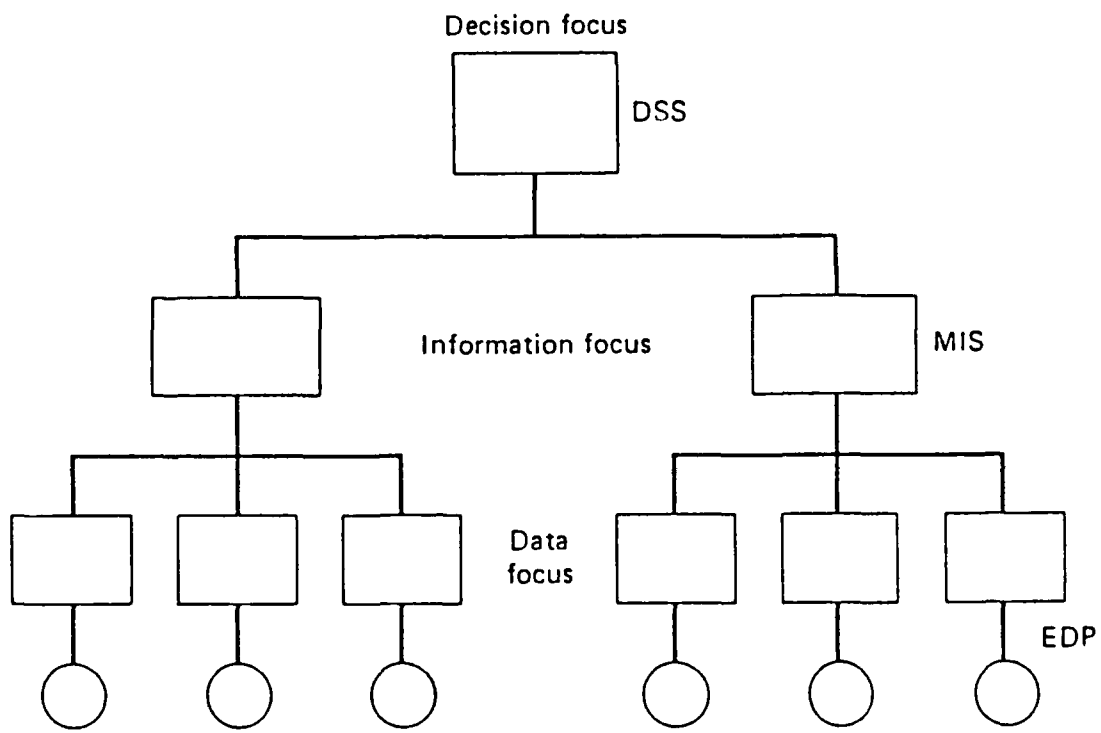 Decision focus
DSS
Information focus
MIS
Data
focus
EDP